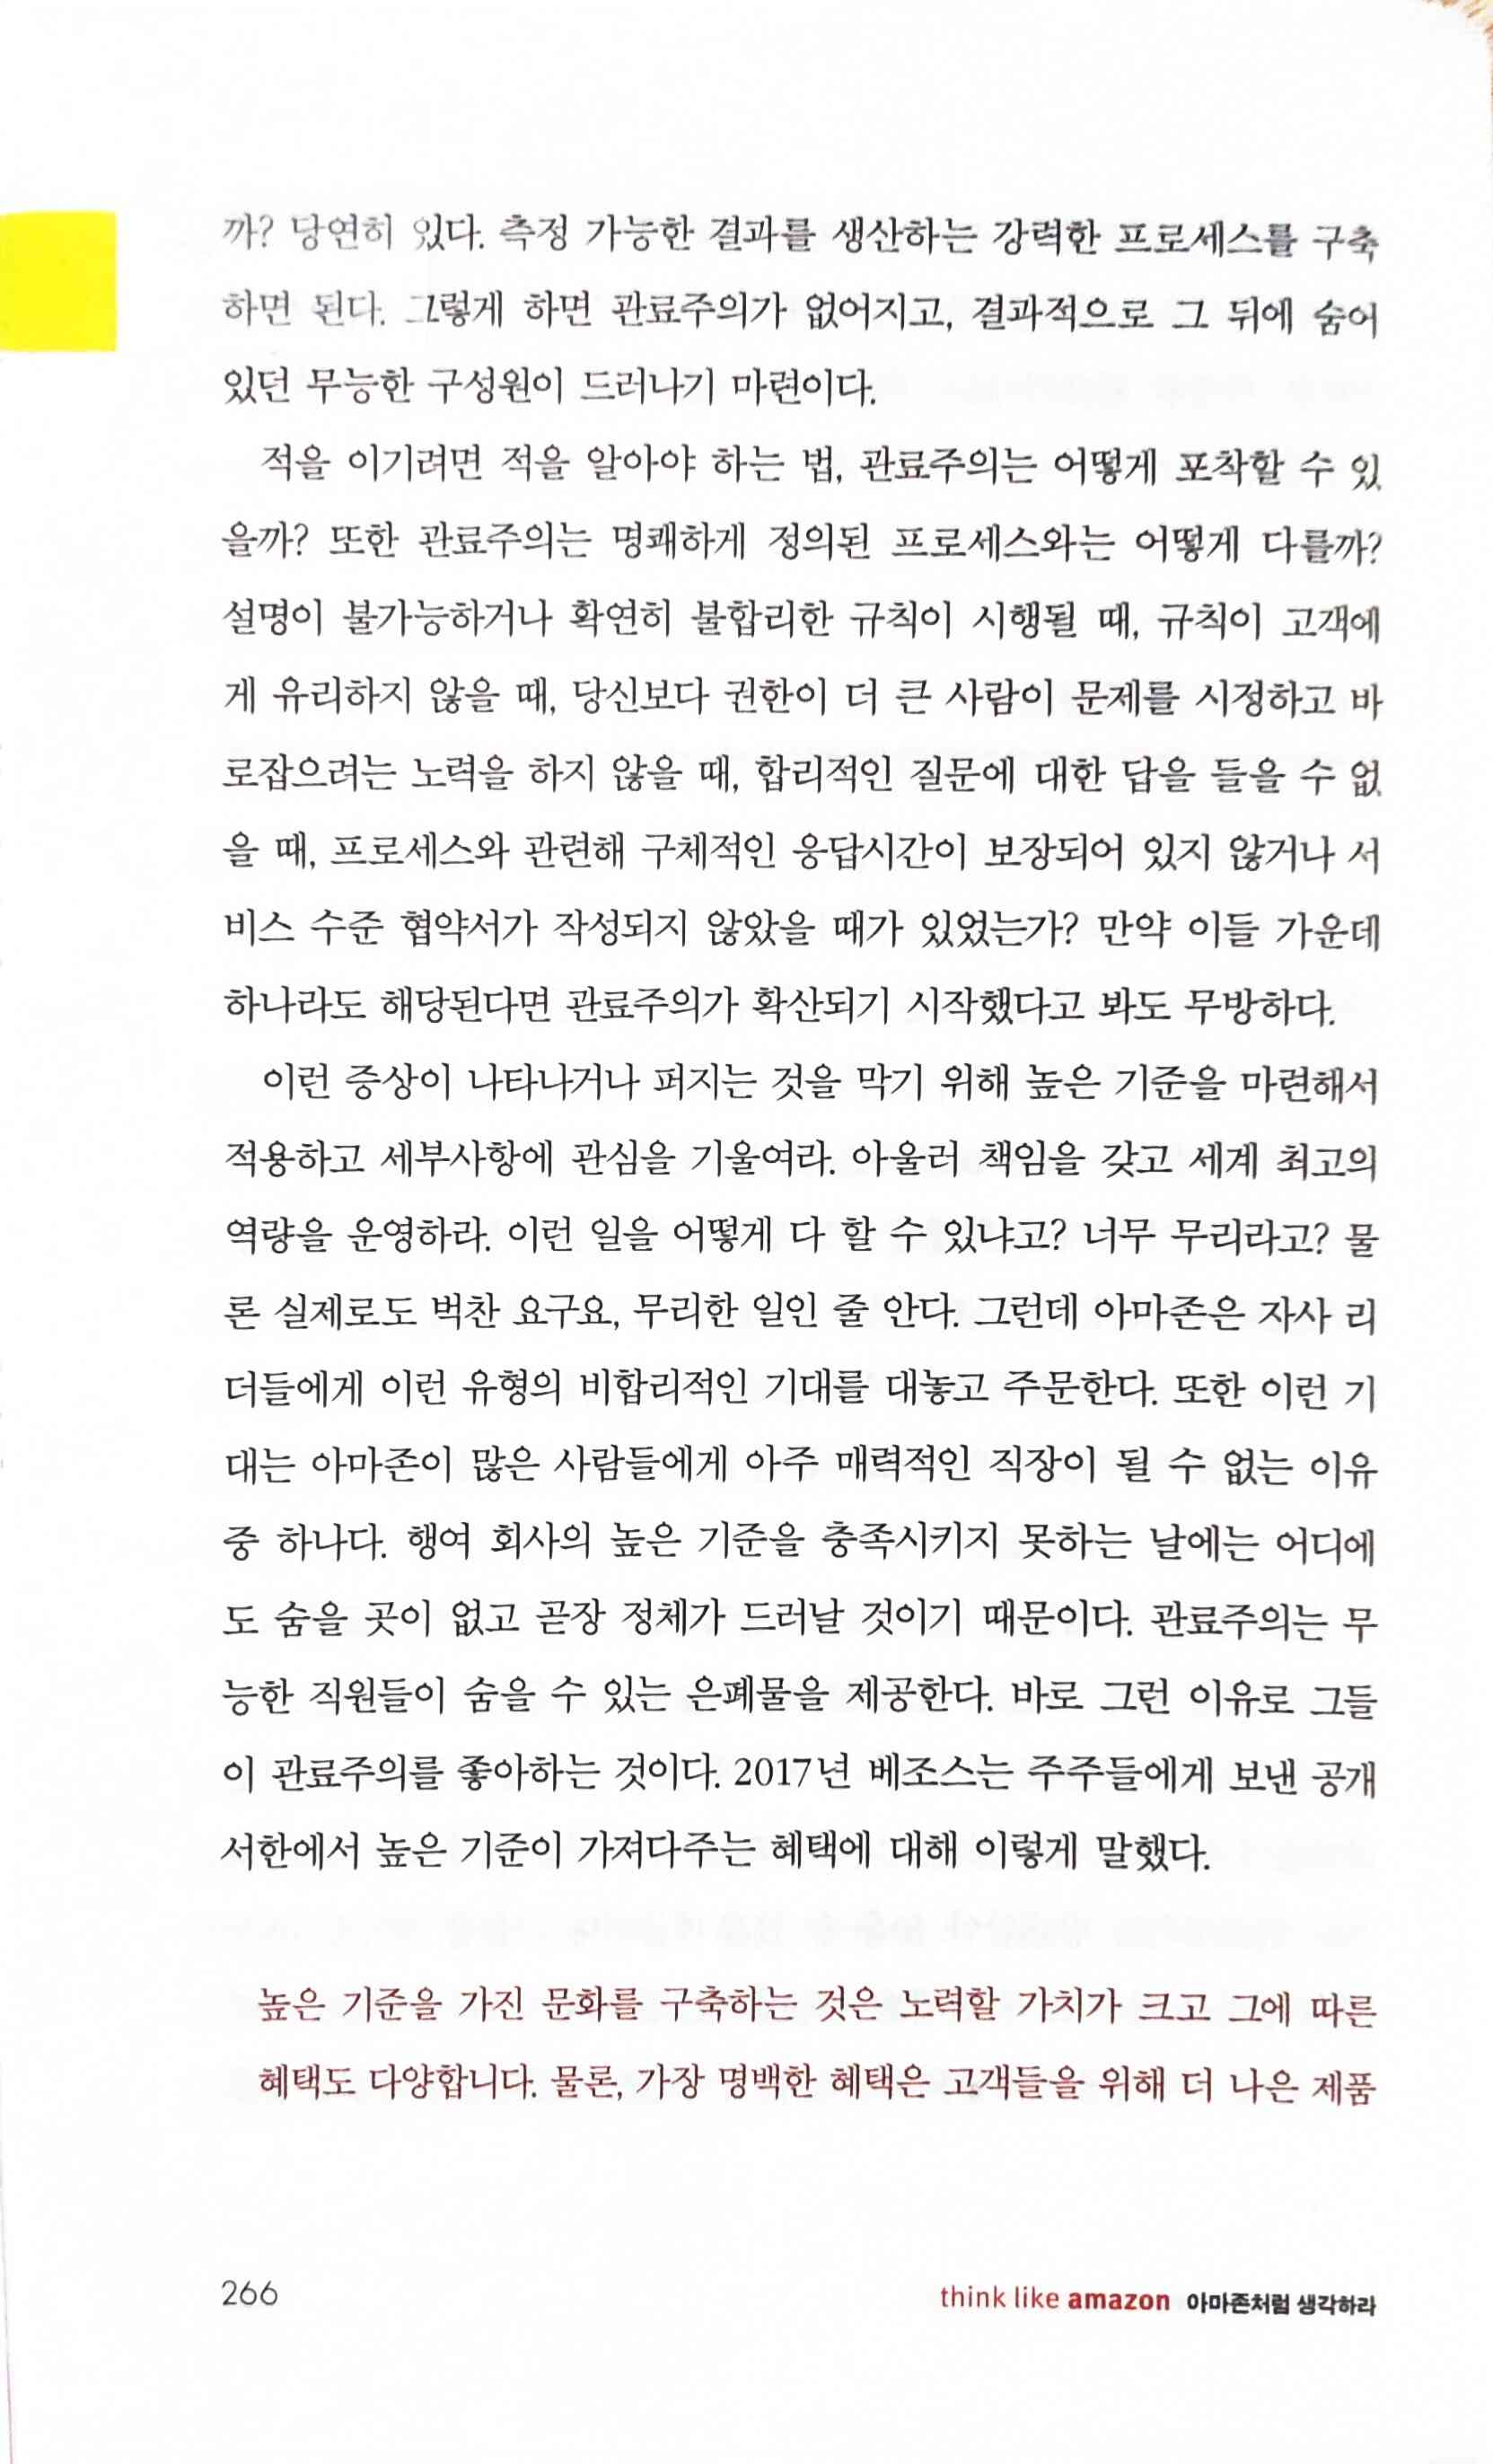 까? 당연히 있다. 측정 가능한 결과를 생산하는 강력한 프로세스를 구축
하면 된다. 그렇게 하면 관료주의가 없어지고, 결과적으로 그 뒤에 숨어
있던 무능한 구성원이 드러나기 마련이다.
적을 이기려면 적을 알아야 하는 법, 관료주의는 어떻게 포착할 수 있
을까? 또한 관료주의는 명쾌하게 정의된 프로세스와는 어떻게 다를까?
설명이 불가능하거나 확연히 불합리한 규칙이 시행될 때, 규칙이 고객에
게 유리하지 않을 때, 당신보다 권한이 더 큰 사람이 문제를 시정하고 바
로잡으려는 노력을 하지 않을 때, 합리적인 질문에 대한 답을 들을 수 없
을 때, 프로세스와 관련해 구체적인 응답시간이 보장되어 있지 않거나 서
비스 수준 협약서가 작성되지 않았을 때가 있었는가? 만약 이들 가운데
하나라도 해당된다면 관료주의가 확산되기 시작했다고 봐도 무방하다.
이런 증상이 나타나거나 퍼지는 것을 막기 위해 높은 기준을 마련해서
적용하고 세부사항에 관심을 기울여라. 아울러 책임을 갖고 세계 최고의
역량을 운영하라. 이런 일을 어떻게 다 할 수 있냐고? 너무 무리라고? 물
론 실제로도 벅찬 요구요, 무리한 일인 줄 안다. 그런데 아마존은 자사 리
더들에게 이런 유형의 비합리적인 기대를 대놓고 주문한다. 또한 이런 기
대는 아마존이 많은 사람들에게 아주 매력적인 직장이 될 수 없는 이유
중 하나다. 행여 회사의 높은 기준을 충족시키지 못하는 날에는 어디에
도 숨을 곳이 없고 곧장 정체가 드러날 것이기 때문이다. 관료주의는 무
능한 직원들이 숨을 수 있는 은폐물을 제공한다. 바로 그런 이유로 그들
이 관료주의를 좋아하는 것이다. 2017년 베조스는 주주들에게 보낸 공개
서한에서 높은 기준이 가져다주는 혜택에 대해 이렇게 말했다.
높은 기준을 가진 문화를 구축하는 것은 노력할 가치가 크고 그에 따른
혜택도 다양합니다. 물론, 가장 명백한 혜택은 고객들을 위해 더 나은 제품
266
think like amazon 아마존처럼 생각하라